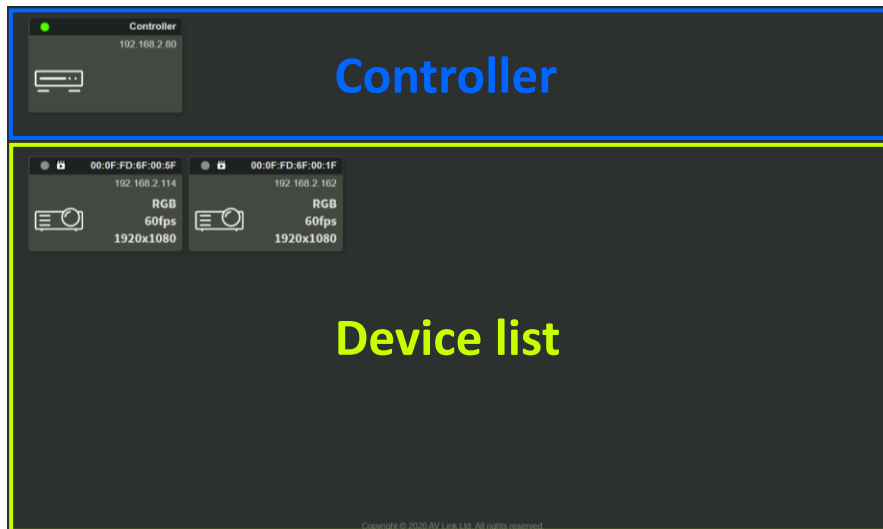 Controller
192.168.2.80
Controller
00:0F:FD:6F:00:5F
192.168.2.114
RGB
60fps
1920x1080
00:0F:FD:6F:00:1F
192.168.2.162
RGB
60fps
1920x1080
Device list
Copyright © 2020 AV Link Ltd. All rights reserved.